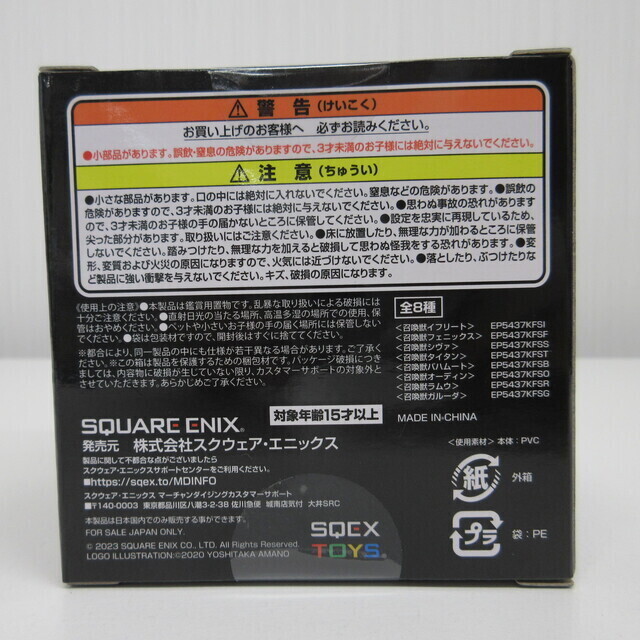 警告(けいこく)
お買い上げのお客様へ 必ずお読みください。
●小部品があります。誤飲・窒息の危険がありますので、3才未満のお子様には絶対に与えないでください。
注意(ちゅうい)
●小さな部品があります。口の中には絶対に入れないでください。窒息などの危険があります。●誤飲の
危険がありますので、3才未満のお子様には絶対に与えないでください。●思わぬ事故の恐れがありますので、
3才未満のお子様の手の届かないところに保管してください。●設定を忠実に再現しているため、
尖った部分があります。取り扱いにはご注意ください。●床に放置したり、無理な力が加わるところに保管
しないでください。踏みつけたり、無理な力を加えると破損して思わぬ怪我をする恐れがあります。●変
形、変質および火災の原因になりますので、火気には近づけないでください。●落としたり、ぶつけたりな
ど製品に強い衝撃を与えないでください。キズ、破損の原因になります。
《使用上の注意》●本製品は鑑賞用置物です。乱暴な取り扱いによる破損には
十分ご注意ください。●直射日光の当たる場所、高温多湿の場所での使用、保
管はおやめください。●ペットや小さいお子様の手の届く場所には保管しない
でください。●袋は包装材ですので、開封後はすぐに捨ててください。
※都合により、同一製品の中にも仕様が若干異なる場合がございます。ご了承く
ださい。※この箱は製品を保護するための梱包材です。パッケージ破損につきま
しては、内容物に破損が生じていない限り、カスタマーサポートの対象外とさ
せていただきます。あらかじめご了承ください。
全8種
<召喚獣イフリート> EP5437KFSI
<召喚獣フェニックス> EP5437KFSF
<召喚獣シヴァ> EP5437KFSS
<召喚獣タイタン> EP5437KFST
<召喚獣バハムート> EP5437KFSB
<召喚獣オーディン> EP5437KFSO
<召喚獣ラムウ> EP5437KFSR
<召喚獣ガルーダ> EP5437KFSG
SQUARE ENIX.
対象年齢15才以上
MADE IN CHINA
発売元 株式会社スクウェア・エニックス
製品に関して不都合な点がございましたら
スクウェア・エニックスサポートセンターをご利用ください。
■https://sqex.to/MDINFO
スクウェア・エニックス マーチャンダイジングカスタマーサポート
■〒140-0003 東京都品川区八潮3-2-38 佐川急便 城南店気付 大井SRC
本製品は日本国内でのみ販売する事ができます。
FOR SALE JAPAN ONLY.
© 2023 SQUARE ENIX CO., LTD. All Rights Reserved.
LOGO ILLUSTRATION:©2020 YOSHITAKA AMANO
SQEX
TOYS
<使用素材> 本体:PVC
紙 外箱
プラ 袋:PE